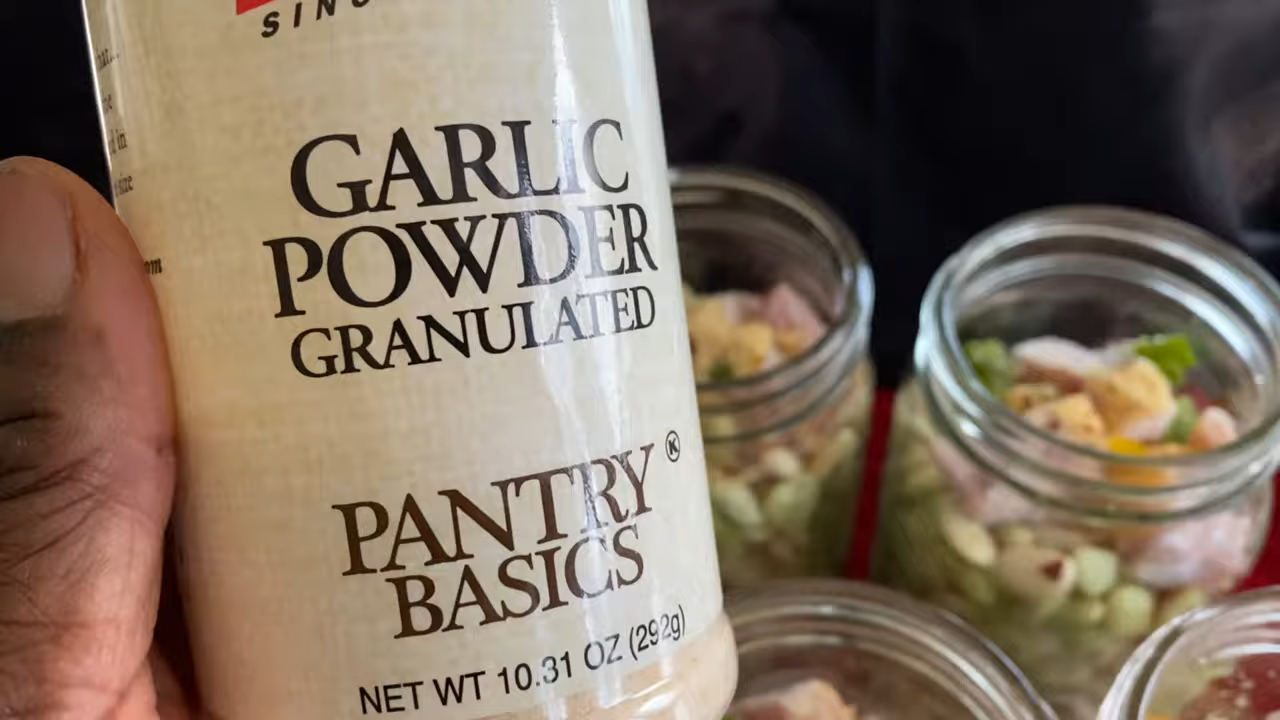 GARLIC
POWDER
GRANULATED
PANTRY
BASICS
NET WT 10.31 OZ (292g)